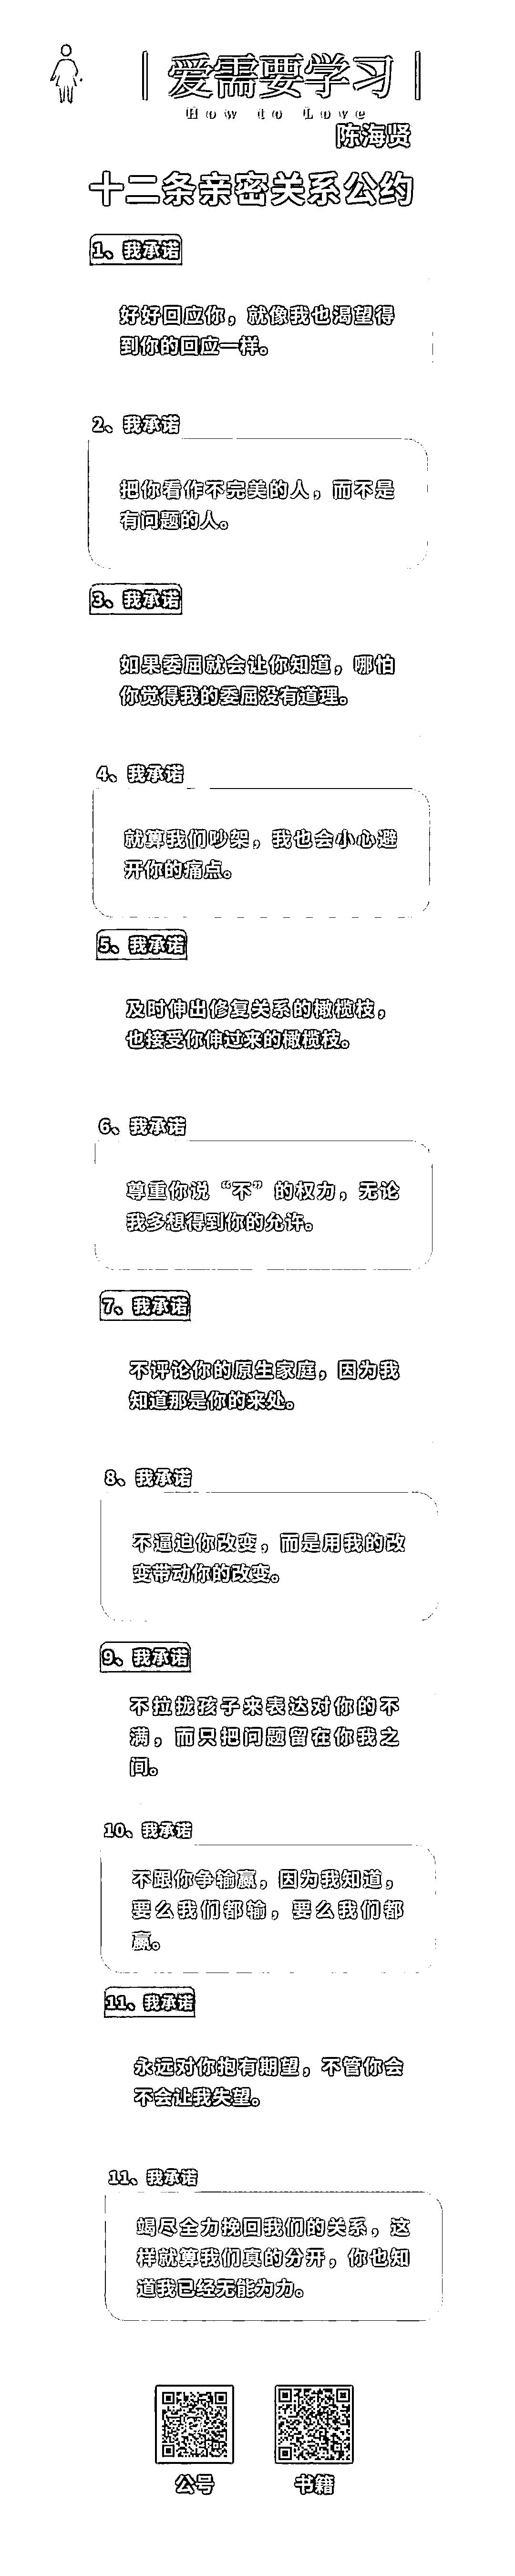 爱需要学习
How to Love
陈海贤
十二条亲密关系公约
1、我承诺
好好回应你，就像我也渴望得
到你的回应一样。
2、我承诺
把你看作不完美的人，而不是
有问题的人。
3、我承诺
如果委屈就会让你知道，哪怕
你觉得我的委屈没有道理。
4、我承诺
就算我们吵架，我也会小心避
开你的痛点。
5、我承诺
及时伸出修复关系的橄榄枝，
也接受你伸过来的橄榄枝。
6、我承诺
尊重你说“不”的权力，无论
我多想得到你的允许。
7、我承诺
不评论你的原生家庭，因为我
知道那是你的来处。
8、我承诺
不逼迫你改变，而是用我的改
变带动你的改变。
9、我承诺
不拉拢孩子来表达对你的不
满，而只把问题留在你我之
间。
10、我承诺
不跟你争输赢，因为我知道，
要么我们都输，要么我们都
赢。
11、我承诺
永远对你抱有期望，不管你会
不会让我失望。
11、我承诺
竭尽全力挽回我们的关系，这
样就算我们真的分开，你也知
道我已经无能为力。
公号
书籍